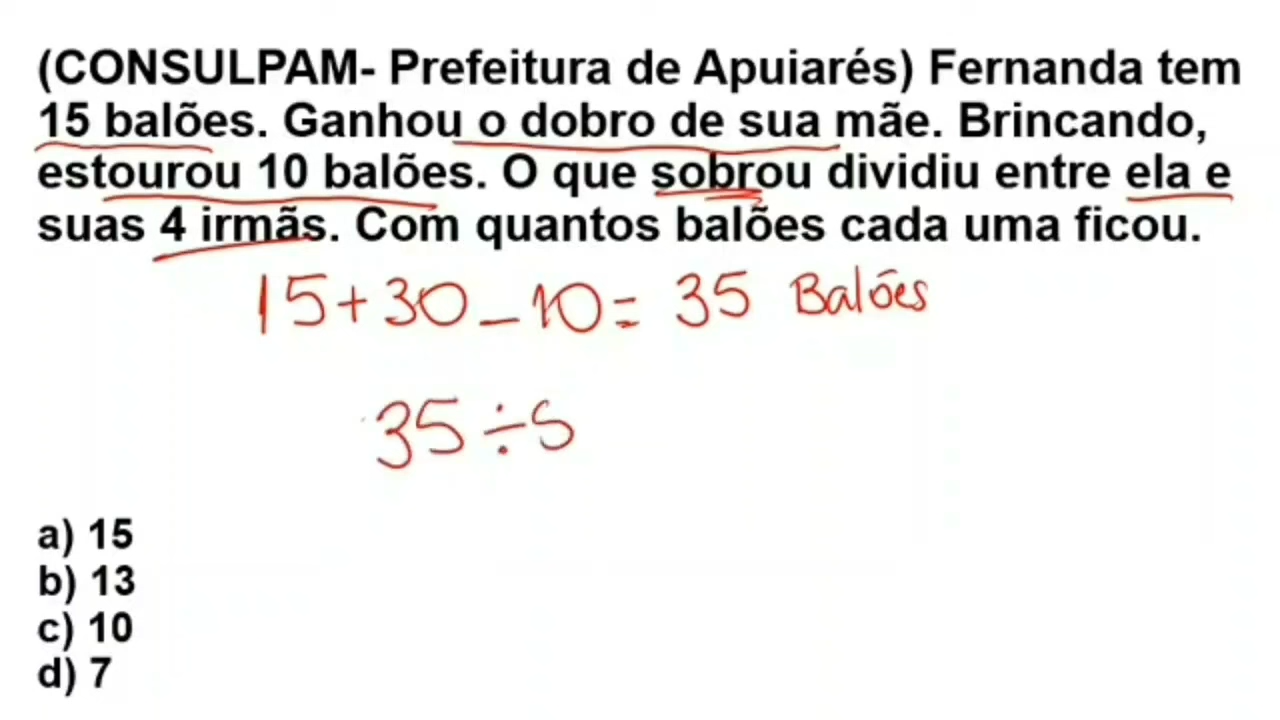 (CONSULPAM- Prefeitura de Apuiarés) Fernanda tem
15 balões. Ganhou o dobro de sua mãe. Brincando,
estourou 10 balões. O que sobrou dividiu entre ela e
suas 4 irmãs. Com quantos balões cada uma ficou.
15+30-10= 35 Balões
35÷5
a) 15
b) 13
c) 10
d) 7